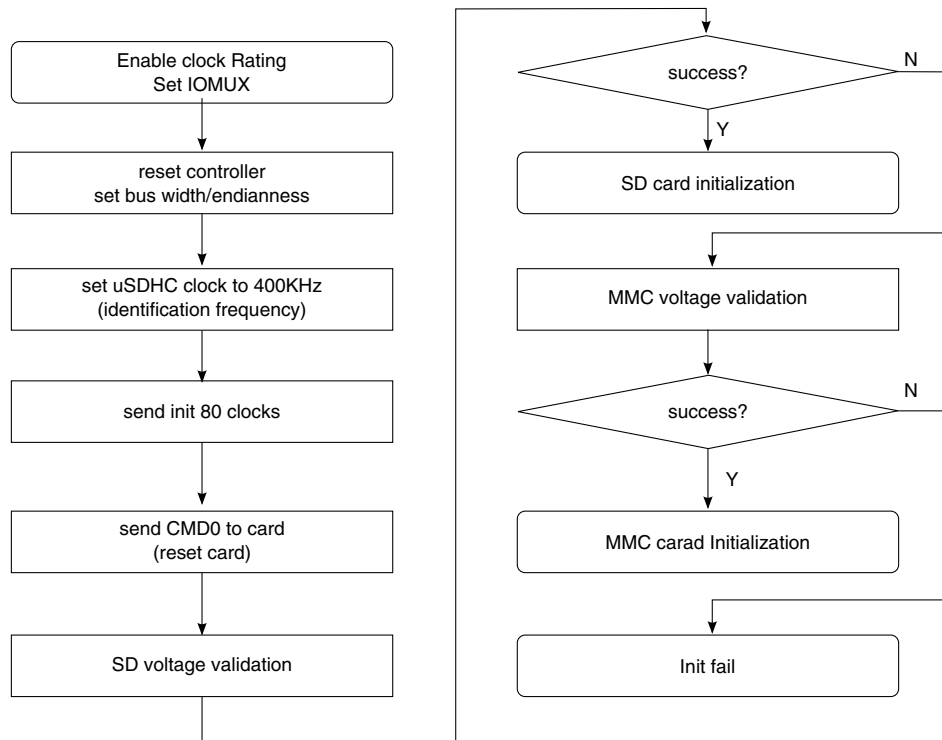 Enable clock Rating
Set IOMUX
reset controller
set bus width/endianness
set uSDHC clock to 400KHz
(identification frequency)
send init 80 clocks
send CMD0 to card
(reset card)
SD voltage validation
success?
N
Y
SD card initialization
MMC voltage validation
success?
N
Y
MMC carad Initialization
Init fail